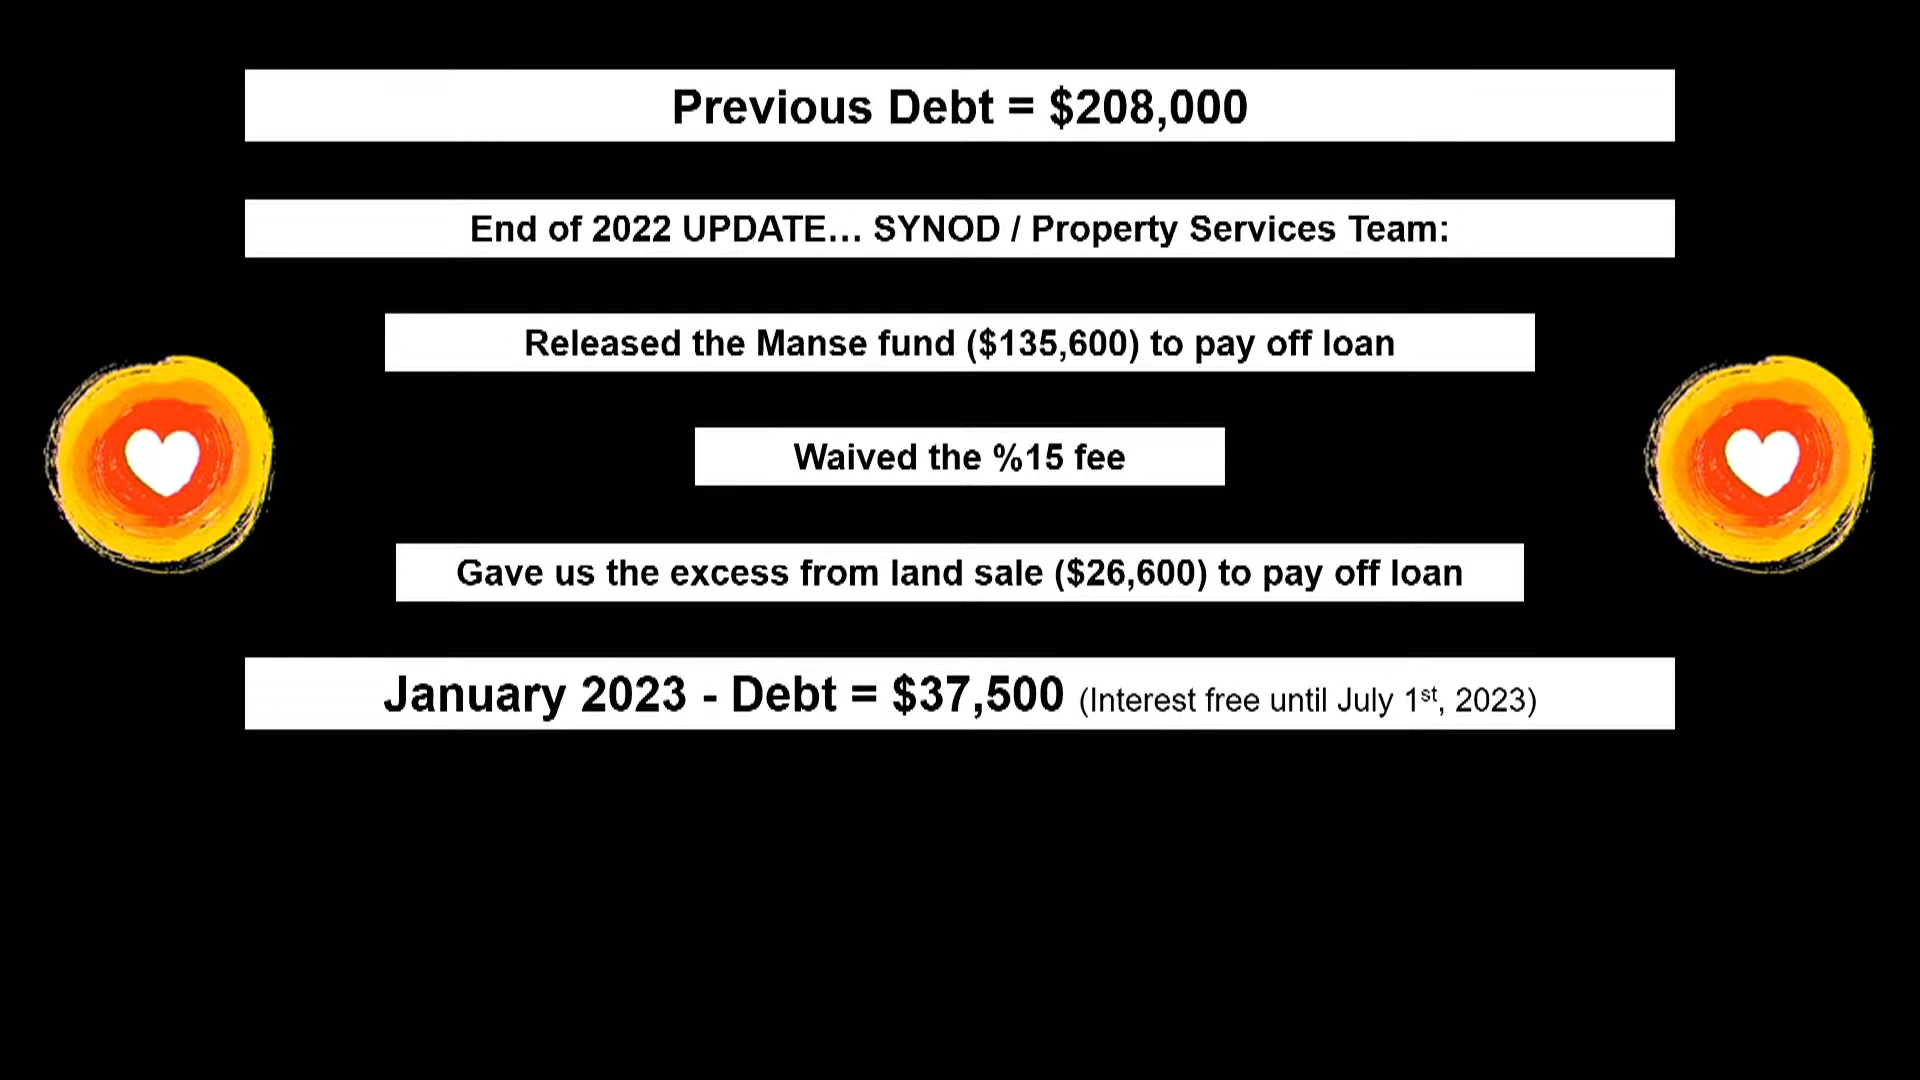 Previous Debt = $208,000
End of 2022 UPDATE… SYNOD / Property Services Team:
Released the Manse fund ($135,600) to pay off loan
Waived the %15 fee
Gave us the excess from land sale ($26,600) to pay off loan
January 2023 - Debt = $37,500 (Interest free until July 1st, 2023)